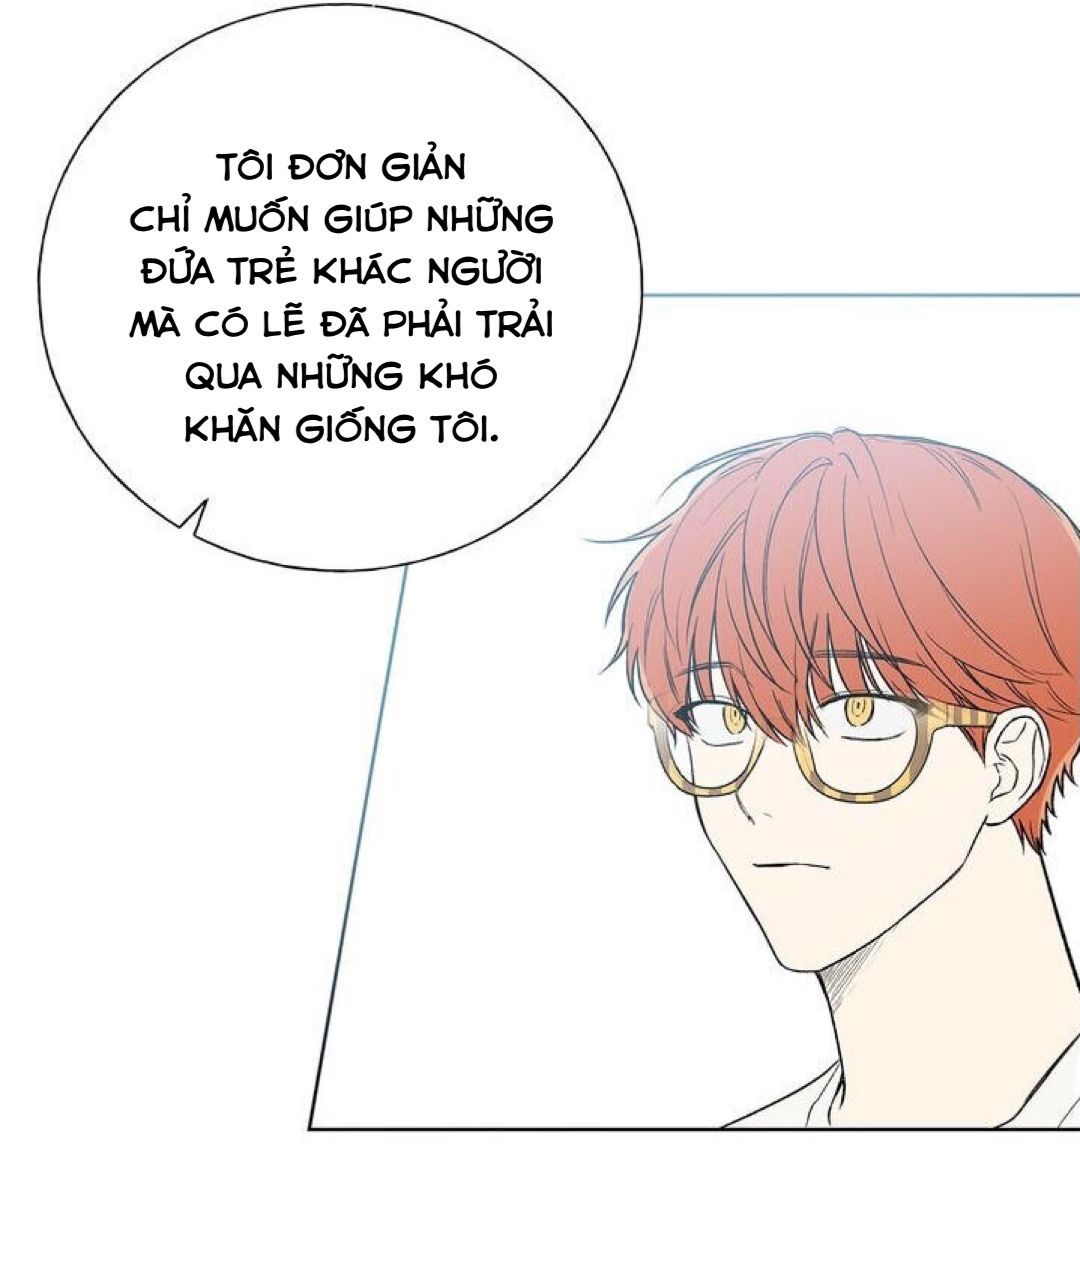 TÔI ĐƠN GIẢN
CHỈ MUỐN GIÚP NHỮNG
ĐỨA TRẺ KHÁC NGƯỜI
MÀ CÓ LẼ ĐÃ PHẢI TRẢI
QUA NHỮNG KHÓ
KHĂN GIỐNG TÔI.